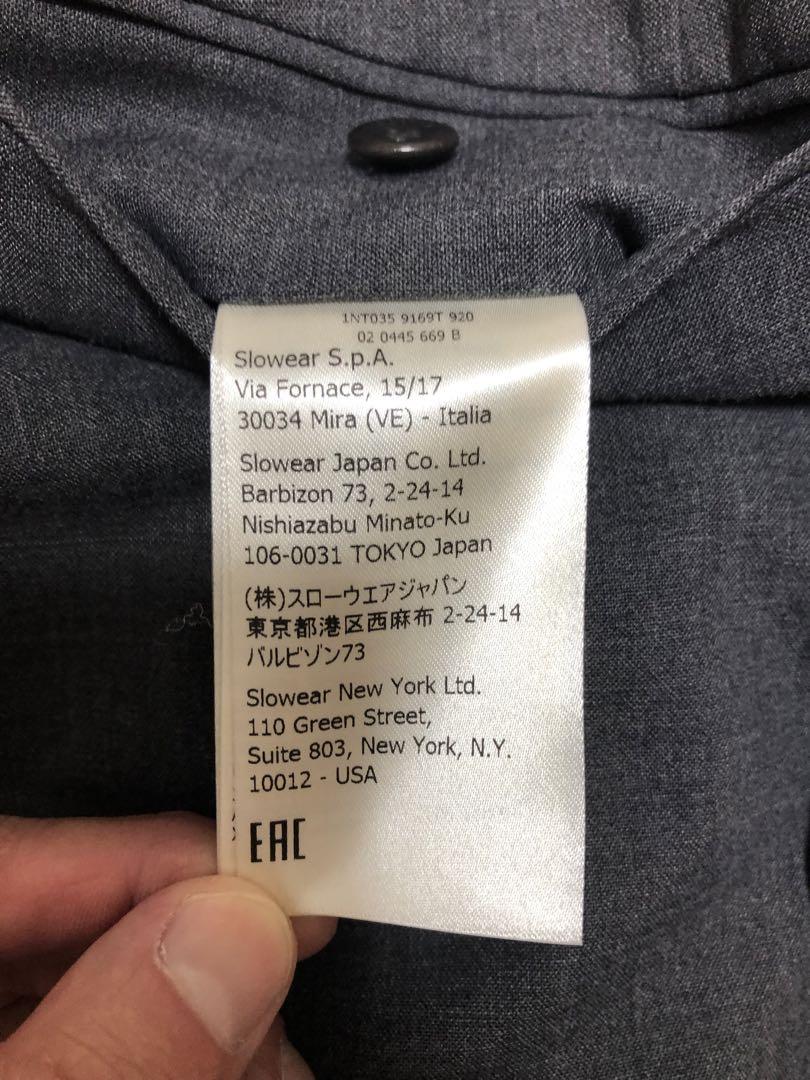 1NT035 9169T 920
02 0445 669 B
Slowear S.p.A.
Via Fornace, 15/17
30034 Mira (VE) - Italia
Slowear Japan Co. Ltd.
Barbizon 73, 2-24-14
Nishiazabu Minato-Ku
106-0031 TOKYO Japan
(株)スローウエアジャパン
東京都港区西麻布 2-24-14
バルビゾン73
Slowear New York Ltd.
110 Green Street,
Suite 803, New York, N.Y.
10012 - USA
EAC